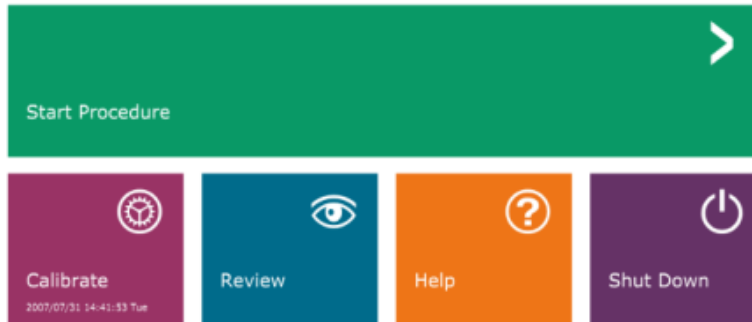 Start Procedure
Calibrate
2007/07/31 14:41:53 Tue
Review
Help
Shut Down